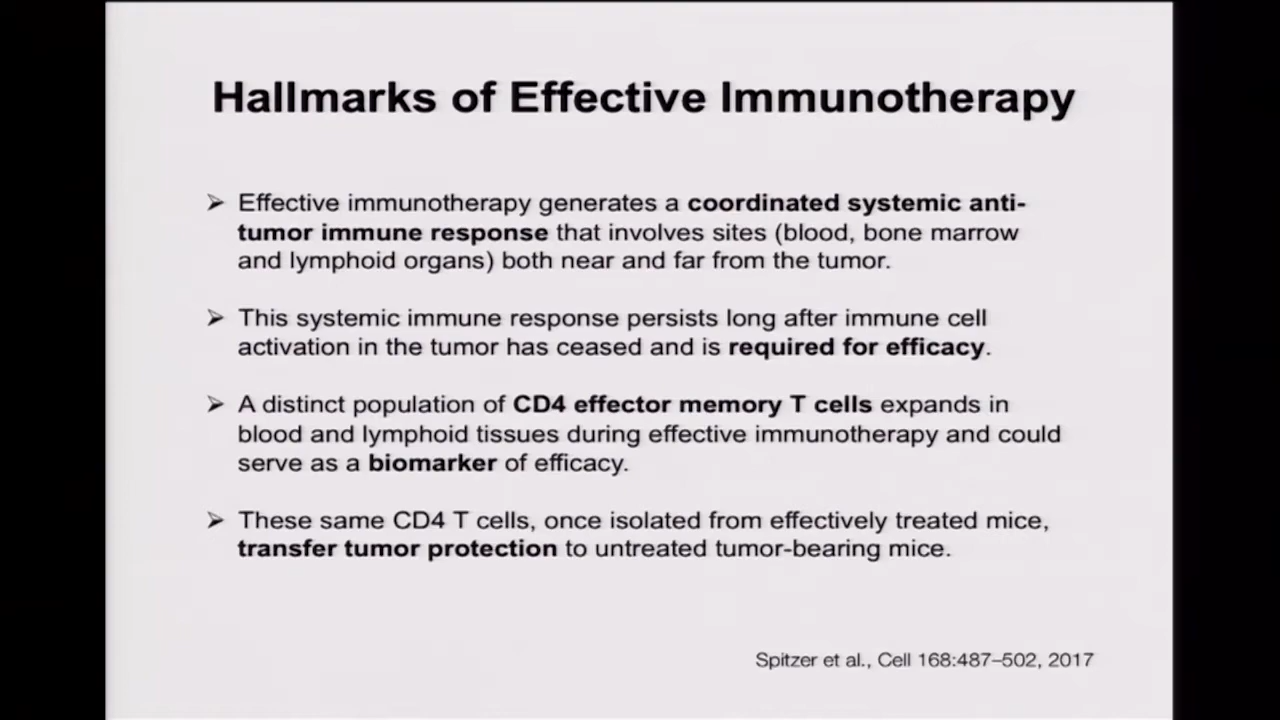 Hallmarks of Effective Immunotherapy
➢ Effective immunotherapy generates a coordinated systemic anti-
tumor immune response that involves sites (blood, bone marrow
and lymphoid organs) both near and far from the tumor.
➢ This systemic immune response persists long after immune cell
activation in the tumor has ceased and is required for efficacy.
➢ A distinct population of CD4 effector memory T cells expands in
blood and lymphoid tissues during effective immunotherapy and could
serve as a biomarker of efficacy.
➢ These same CD4 T cells, once isolated from effectively treated mice,
transfer tumor protection to untreated tumor-bearing mice.
Spitzer et al., Cell 168:487–502, 2017